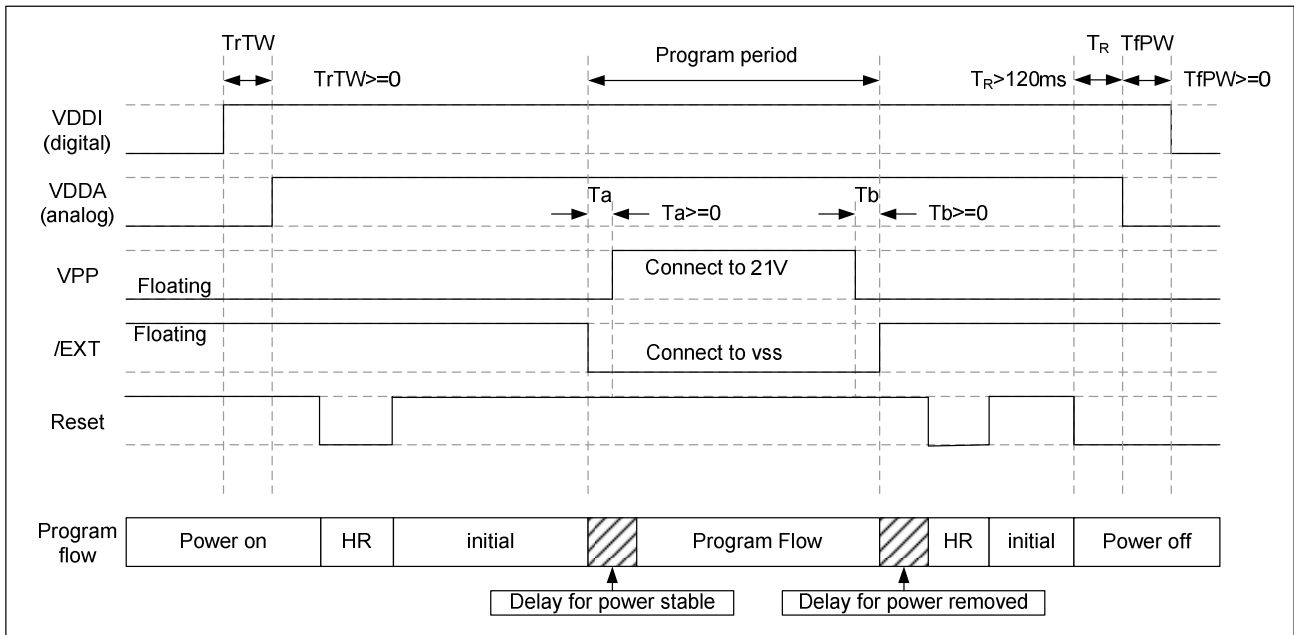 TrTW
TrTW>=0
Program period
TR TfPW
TR>120ms
TfPW>=0
VDDI
(digital)
VDDA
(analog)
Ta
Ta>=0
Tb
Tb>=0
VPP
Floating
Connect to 21V
/EXT
Floating
Connect to vss
Reset
Program
flow
Power on
HR
initial
Program Flow
HR
initial
Power off
Delay for power stable
Delay for power removed